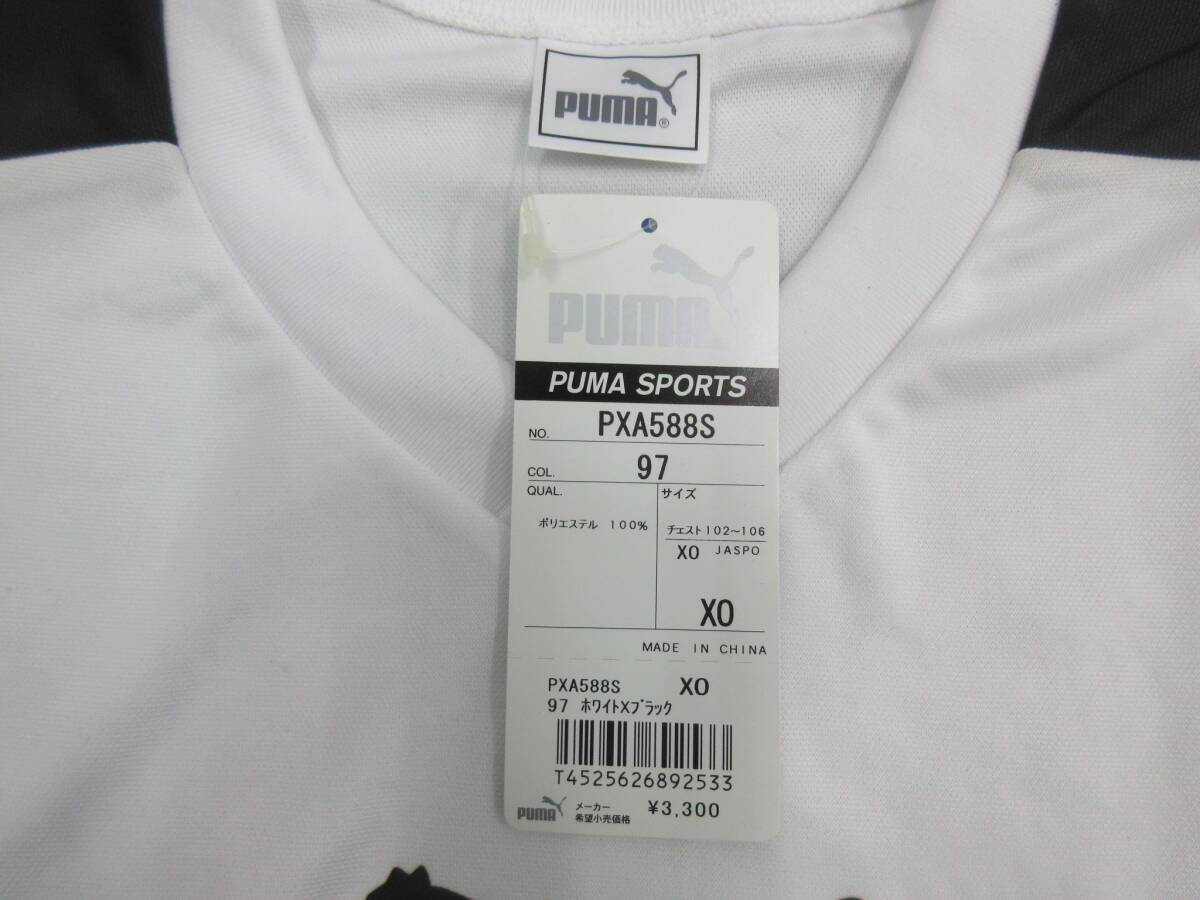 PUMA®
PUMA
PUMA SPORTS
NO. PXA588S
COL. 97
QUAL. サイズ
ポリエステル 100% チェスト102〜106
XO JASPO
XO
MADE IN CHINA
PXA588S XO
97 ホワイトXブラック
T4525626892533
PUMA メーカー希望小売価格 ¥3,300